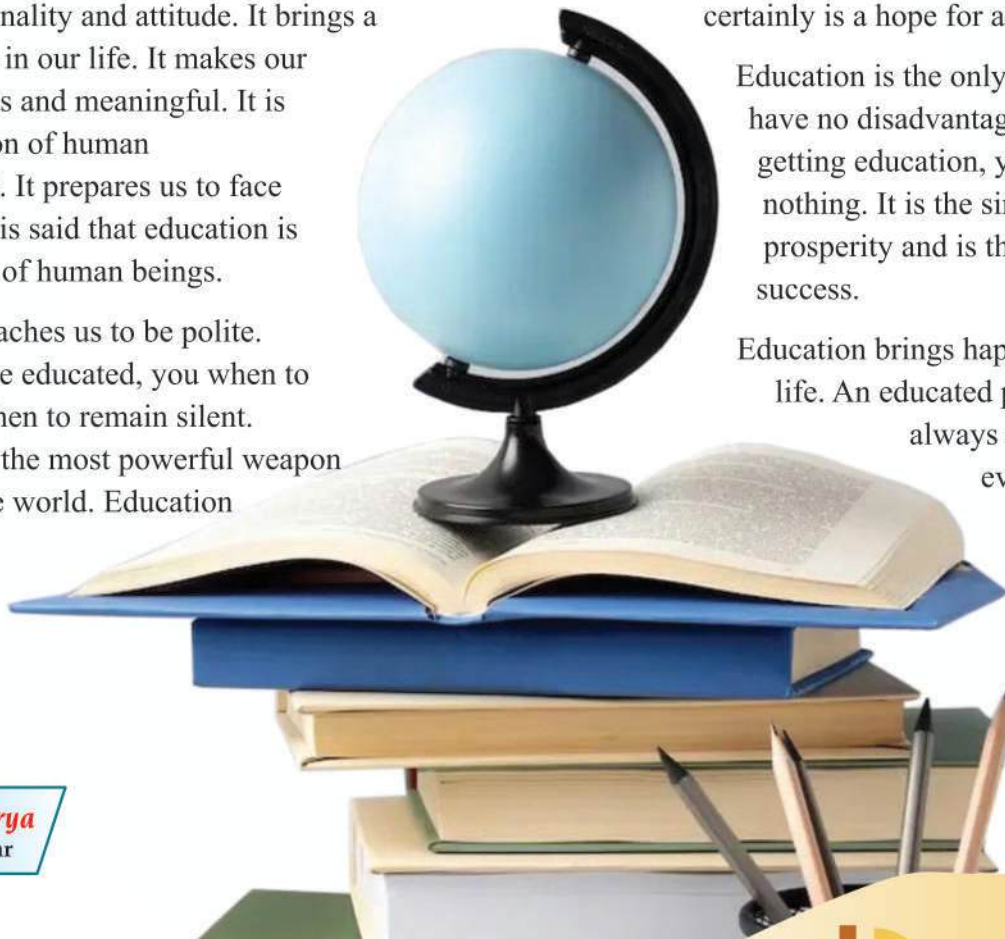 nality and attitude. It brings a
in our life. It makes our
s and meaningful. It is
on of human
. It prepares us to face
is said that education is
of human beings.
aches us to be polite.
e educated, you when to
hen to remain silent.
the most powerful weapon
e world. Education
rya
ar
certainly is a hope for a
Education is the only
have no disadvantag
getting education, y
nothing. It is the si
prosperity and is th
success.
Education brings hap
life. An educated p
always
ev